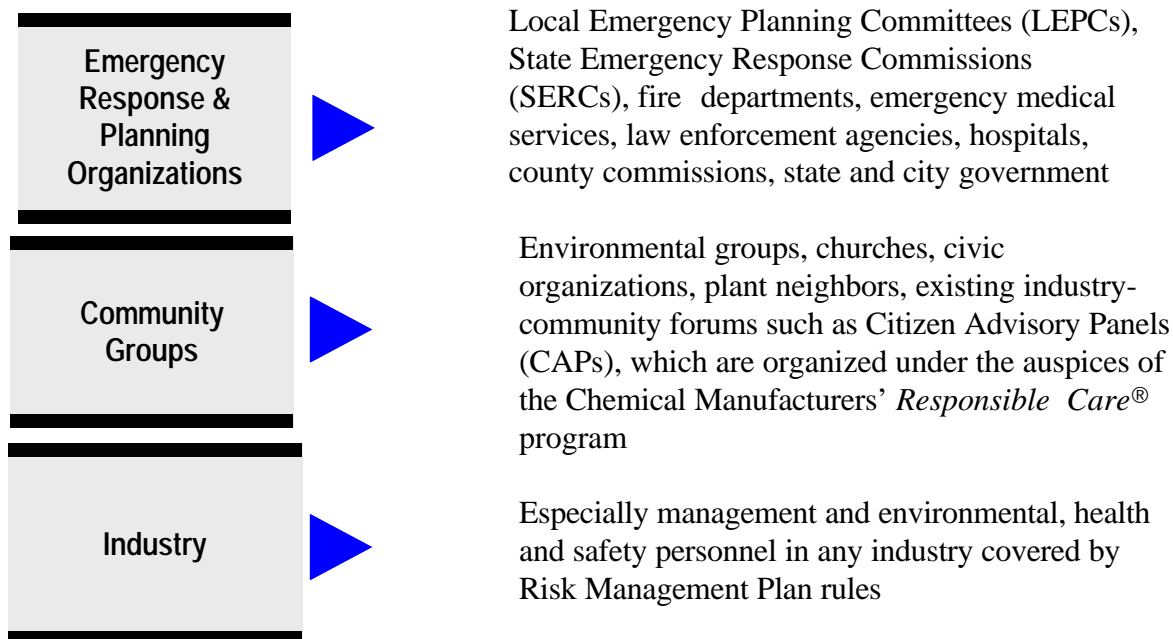 Emergency
Response &
Planning
Organizations
Local Emergency Planning Committees (LEPCs),
State Emergency Response Commissions
(SERCs), fire departments, emergency medical
services, law enforcement agencies, hospitals,
county commissions, state and city government
Community
Groups
Environmental groups, churches, civic
organizations, plant neighbors, existing industry-
community forums such as Citizen Advisory Panels
(CAPs), which are organized under the auspices of
the Chemical Manufacturers’ Responsible Care®
program
Industry
Especially management and environmental, health
and safety personnel in any industry covered by
Risk Management Plan rules